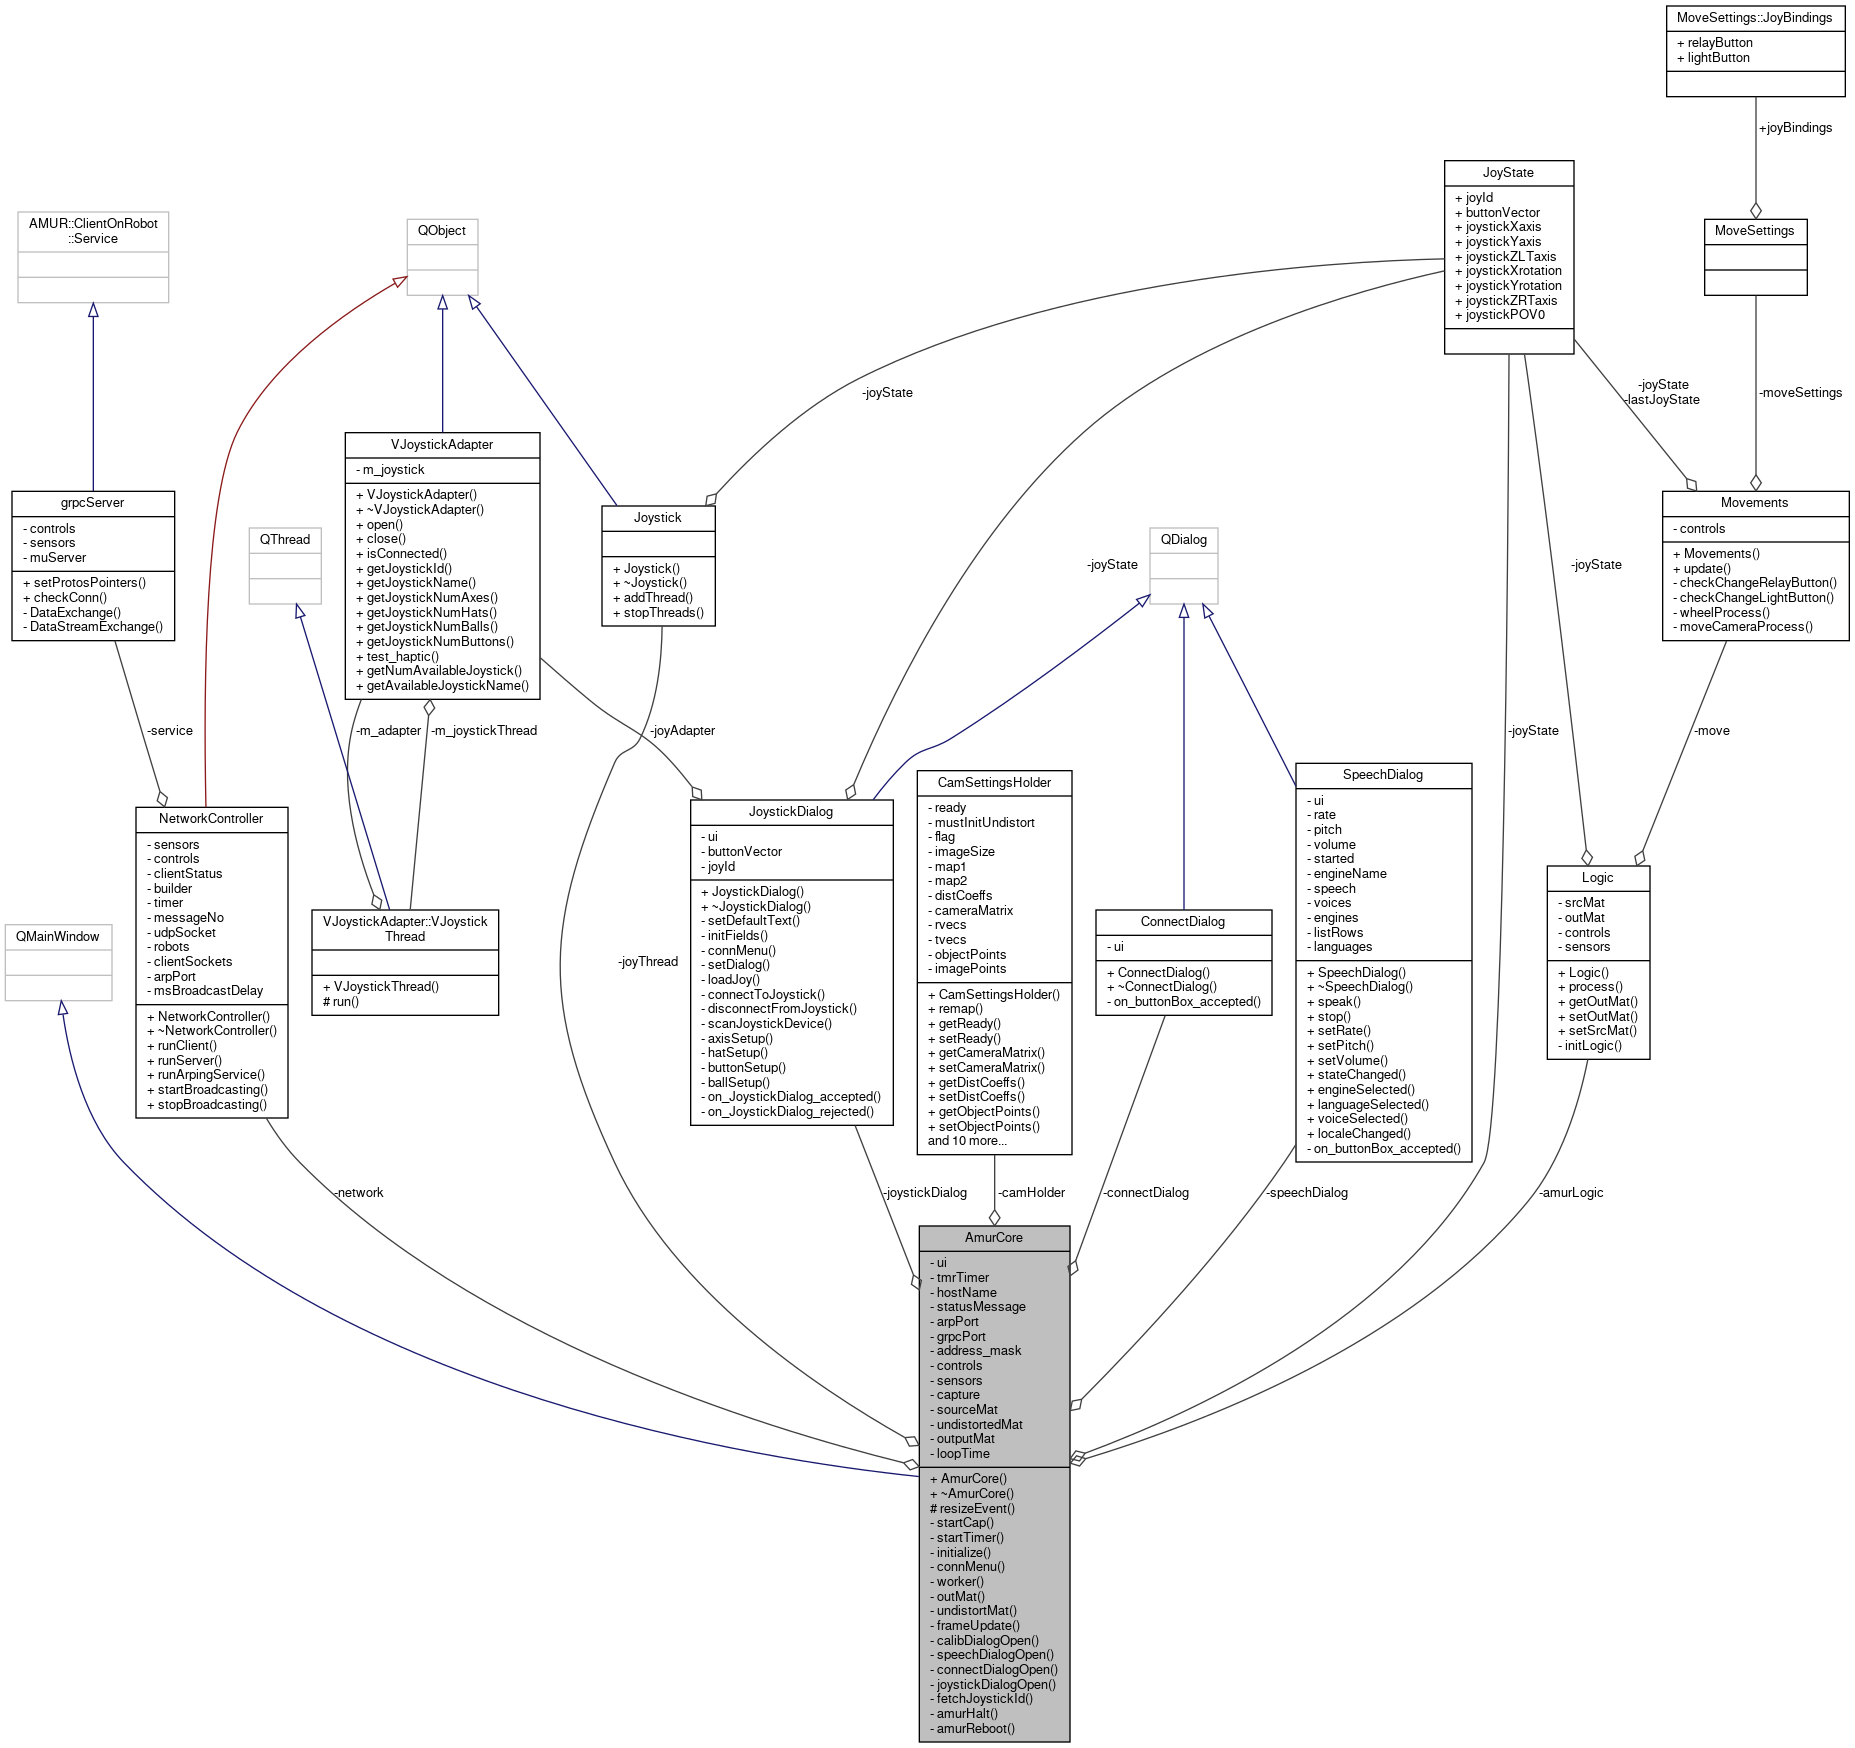 MoveSettings::JoyBindings
+ relayButton
+ lightButton
+joyBindings
JoyState
+ joyId
+ buttonVector
+ joystickXaxis
+ joystickYaxis
+ joystickZLTaxis
+ joystickXrotation
+ joystickYrotation
+ joystickZRTaxis
+ joystickPOV0
MoveSettings
AMUR::ClientOnRobot
::Service
QObject
-joyState
-joyState
-lastJoyState
-moveSettings
VJoystickAdapter
- m_joystick
+ VJoystickAdapter()
+ ~VJoystickAdapter()
+ open()
+ close()
+ isConnected()
+ getJoystickId()
+ getJoystickName()
+ getJoystickNumAxes()
+ getJoystickNumHats()
+ getJoystickNumBalls()
+ getJoystickNumButtons()
+ test_haptic()
+ getNumAvailableJoystick()
+ getAvailableJoystickName()
grpcServer
- controls
- sensors
- muServer
+ setProtosPointers()
+ checkConn()
- DataExchange()
- DataStreamExchange()
QThread
Joystick
+ Joystick()
+ ~Joystick()
+ addThread()
+ stopThreads()
QDialog
-joyState
-joyState
Movements
- controls
+ Movements()
+ update()
- checkChangeRelayButton()
- checkChangeLightButton()
- wheelProcess()
- moveCameraProcess()
-service
-m_adapter
-m_joystickThread
-joyAdapter
-joyState
-move
NetworkController
- sensors
- controls
- clientStatus
- builder
- timer
- messageNo
- udpSocket
- robots
- clientSockets
- arpPort
- msBroadcastDelay
+ NetworkController()
+ ~NetworkController()
+ runClient()
+ runServer()
+ runArpingService()
+ startBroadcasting()
+ stopBroadcasting()
JoystickDialog
- ui
- buttonVector
- joyId
+ JoystickDialog()
+ ~JoystickDialog()
- setDefaultText()
- initFields()
- connMenu()
- setDialog()
- loadJoy()
- connectToJoystick()
- disconnectFromJoystick()
- scanJoystickDevice()
- axisSetup()
- hatSetup()
- buttonSetup()
- ballSetup()
- on_JoystickDialog_accepted()
- on_JoystickDialog_rejected()
CamSettingsHolder
- ready
- mustInitUndistort
- flag
- imageSize
- map1
- map2
- distCoeffs
- cameraMatrix
- rvecs
- tvecs
- objectPoints
- imagePoints
+ CamSettingsHolder()
+ remap()
+ getReady()
+ setReady()
+ getCameraMatrix()
+ setCameraMatrix()
+ getDistCoeffs()
+ setDistCoeffs()
+ getObjectPoints()
+ setObjectPoints()
and 10 more...
SpeechDialog
- ui
- rate
- pitch
- volume
- started
- engineName
- speech
- voices
- engines
- listRows
- languages
+ SpeechDialog()
+ ~SpeechDialog()
+ speak()
+ stop()
+ setRate()
+ setPitch()
+ setVolume()
+ stateChanged()
+ engineSelected()
+ languageSelected()
+ voiceSelected()
+ localeChanged()
- on_buttonBox_accepted()
Logic
- srcMat
- outMat
- controls
- sensors
+ Logic()
+ process()
+ getOutMat()
+ setOutMat()
+ setSrcMat()
- initLogic()
VJoystickAdapter::VJoystick
Thread
+ VJoystickThread()
# run()
ConnectDialog
- ui
+ ConnectDialog()
+ ~ConnectDialog()
- on_buttonBox_accepted()
QMainWindow
-joyThread
-network
-joystickDialog
-camHolder
-connectDialog
-speechDialog
-amurLogic
AmurCore
- ui
- tmrTimer
- hostName
- statusMessage
- arpPort
- grpcPort
- address_mask
- controls
- sensors
- capture
- sourceMat
- undistortedMat
- outputMat
- loopTime
+ AmurCore()
+ ~AmurCore()
# resizeEvent()
- startCap()
- startTimer()
- initialize()
- connMenu()
- worker()
- outMat()
- undistortMat()
- frameUpdate()
- calibDialogOpen()
- speechDialogOpen()
- connectDialogOpen()
- joystickDialogOpen()
- fetchJoystickId()
- amurHalt()
- amurReboot()